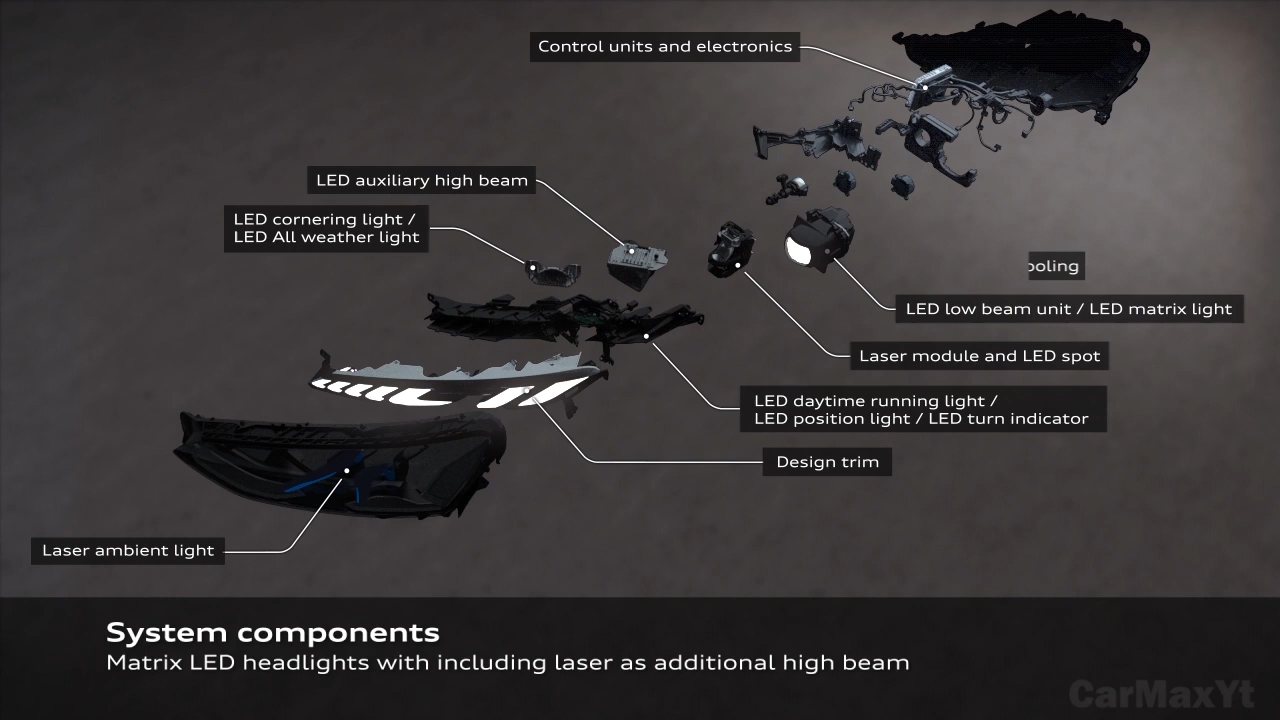 Control units and electronics
LED auxiliary high beam
LED cornering light /
LED All weather light
LED low beam unit / LED matrix light
Laser module and LED spot
LED daytime running light /
LED position light / LED turn indicator
Design trim
Laser ambient light
System components
Matrix LED headlights with including laser as additional high beam
CarMaxYt